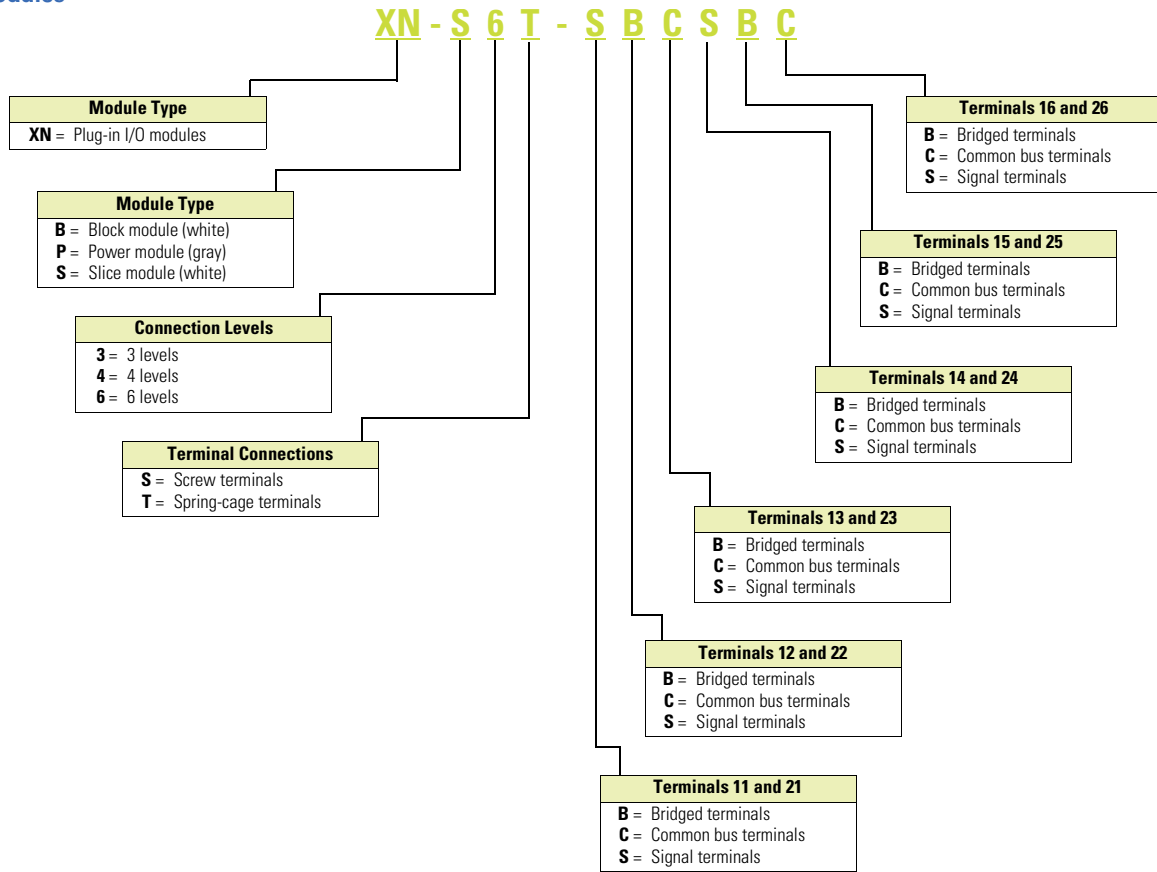 XN - S 6 T - S B C S B C
Module Type
XN = Plug-in I/O modules
Module Type
B = Block module (white)
P = Power module (gray)
S = Slice module (white)
Connection Levels
3 = 3 levels
4 = 4 levels
6 = 6 levels
Terminal Connections
S = Screw terminals
T = Spring-cage terminals
Terminals 16 and 26
B = Bridged terminals
C = Common bus terminals
S = Signal terminals
Terminals 15 and 25
B = Bridged terminals
C = Common bus terminals
S = Signal terminals
Terminals 14 and 24
B = Bridged terminals
C = Common bus terminals
S = Signal terminals
Terminals 13 and 23
B = Bridged terminals
C = Common bus terminals
S = Signal terminals
Terminals 12 and 22
B = Bridged terminals
C = Common bus terminals
S = Signal terminals
Terminals 11 and 21
B = Bridged terminals
C = Common bus terminals
S = Signal terminals